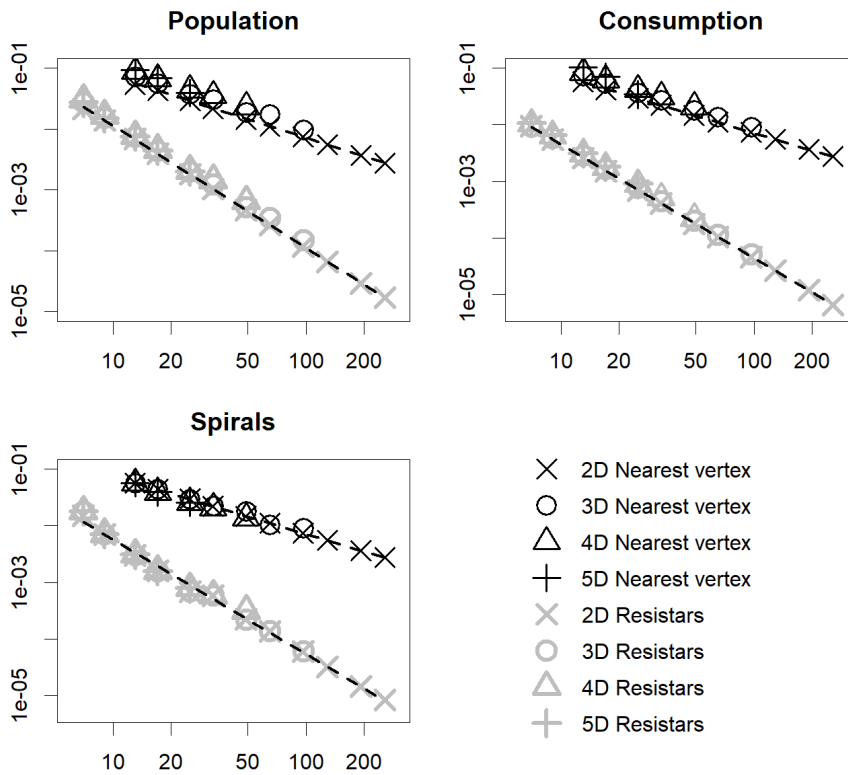 Population
1e-01
1e-03
1e-05
10 20 50 100 200
Consumption
1e-01
1e-03
1e-05
10 20 50 100 200
Spirals
1e-01
1e-03
1e-05
10 20 50 100 200
2D Nearest vertex
3D Nearest vertex
4D Nearest vertex
5D Nearest vertex
2D Resistars
3D Resistars
4D Resistars
5D Resistars